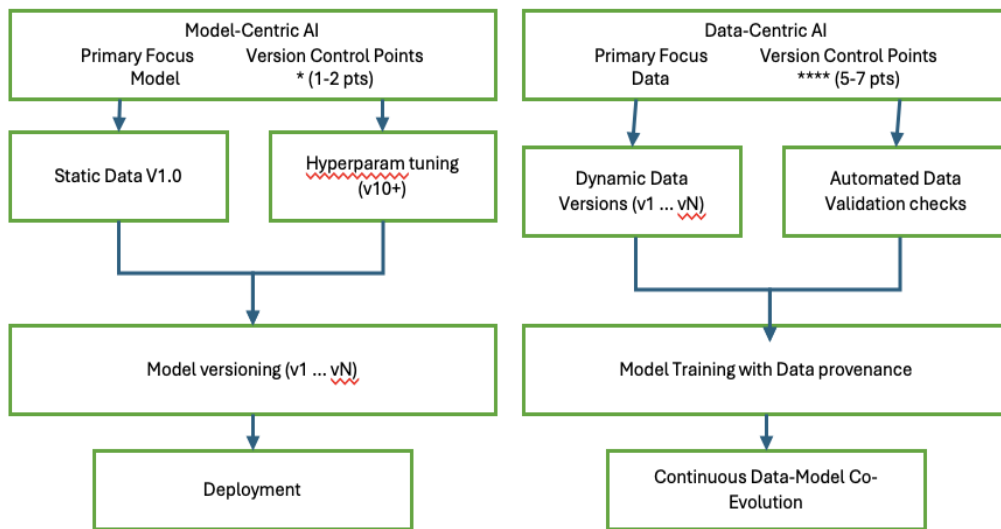 Model-Centric AI
Primary Focus Version Control Points
Model * (1-2 pts)
Static Data V1.0
Hyperparam tuning
(v10+)
Model versioning (v1 ... vN)
Deployment
Data-Centric AI
Primary Focus Version Control Points
Data **** (5-7 pts)
Dynamic Data
Versions (v1 ... vN)
Automated Data
Validation checks
Model Training with Data provenance
Continuous Data-Model Co-
Evolution